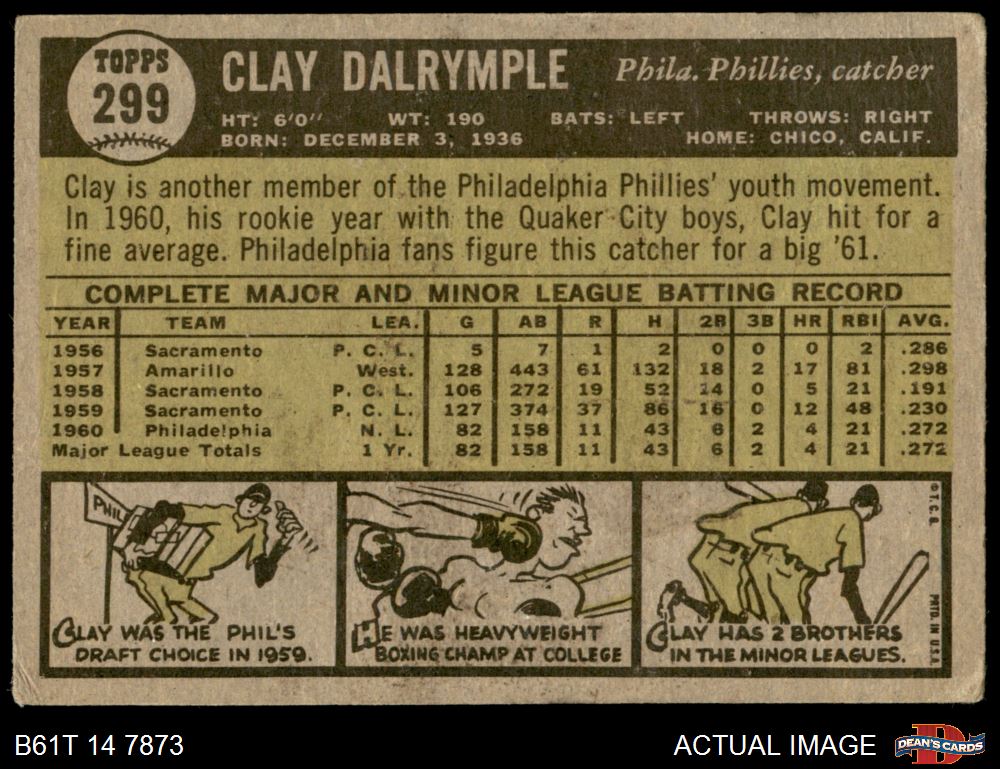 TOPPS
299
CLAY DALRYMPLE
Phila. Phillies, catcher
HT: 6'0" WT: 190 BATS: LEFT THROWS: RIGHT
BORN: DECEMBER 3, 1936 HOME: CHICO, CALIF.
Clay is another member of the Philadelphia Phillies' youth movement.
In 1960, his rookie year with the Quaker City boys, Clay hit for a
fine average. Philadelphia fans figure this catcher for a big '61.
COMPLETE MAJOR AND MINOR LEAGUE BATTING RECORD
YEAR TEAM LEA. G AB R H 2B 3B HR RBI AVG.
1956 Sacramento P. C. L. 5 7 1 2 0 0 0 2 .286
1957 Amarillo West. 128 443 61 132 18 2 17 81 .298
1958 Sacramento P. C. L. 106 272 19 52 14 0 5 21 .191
1959 Sacramento P. C. L. 127 374 37 86 16 0 12 48 .230
1960 Philadelphia N. L. 82 158 11 43 6 2 4 21 .272
Major League Totals 1 Yr. 82 158 11 43 6 2 4 21 .272
PHIL
CLAY WAS THE PHIL'S
DRAFT CHOICE IN 1959.
HE WAS HEAVYWEIGHT
BOXING CHAMP AT COLLEGE
CLAY HAS 2 BROTHERS
IN THE MINOR LEAGUES.
© T. C. G.
PRTD. IN U.S.A.
B61T 14 7873
ACTUAL IMAGE
D
DEAN'S CARDS